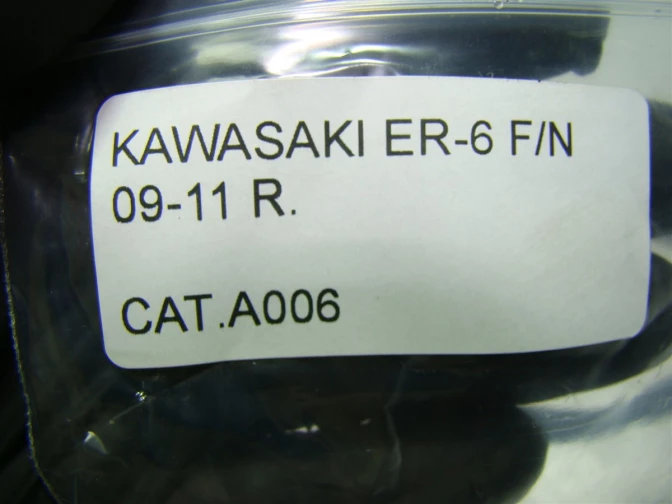 KAWASAKI ER-6 F/N
09-11 R.
CAT.A006